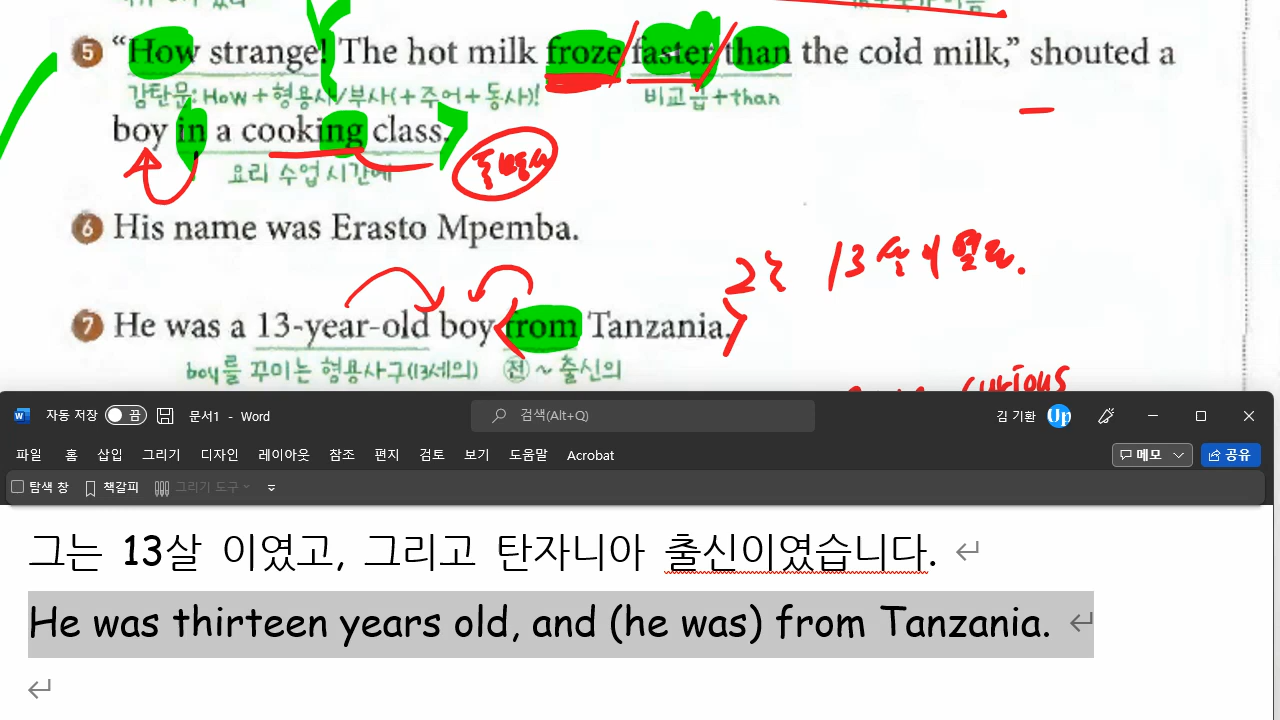 5 “How strange! The hot milk froze faster than the cold milk,” shouted a
감탄문: How+형용사/부사(+주어+동사)! 비교급+than
boy in a cooking class.
동명사
요리 수업 시간에
6 His name was Erasto Mpemba.
13살이
7 He was a 13-year-old boy from Tanzania.
boy를 꾸미는 형용사구(13세의) 전 ~ 출신의
curious
자동 저장 끔 문서1 - Word 검색(Alt+Q) 김 기환 Up
파일 홈 삽입 그리기 디자인 레이아웃 참조 편지 검토 보기 도움말 Acrobat 메모 공유
탐색 창 책갈피 그리기 도구
그는 13살 이였고, 그리고 탄자니아 출신이였습니다.
He was thirteen years old, and (he was) from Tanzania.